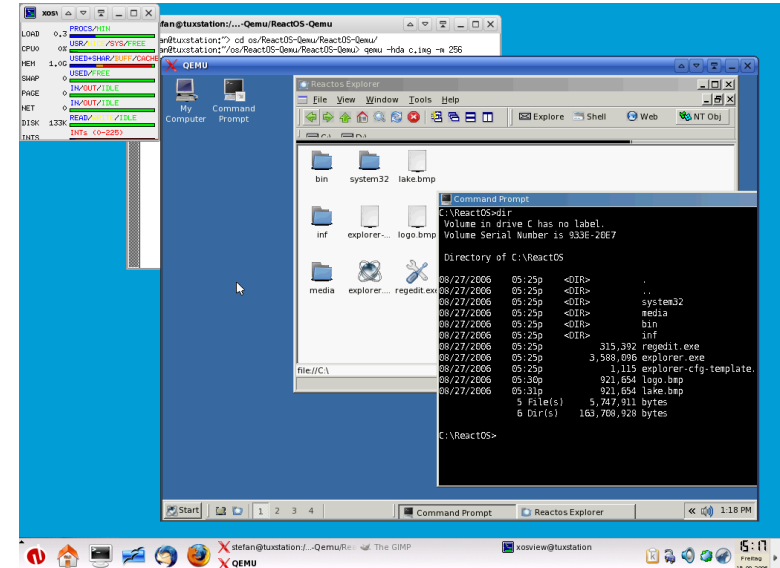 xosv
LOAD 0.3 PROCS/MIN
CPU0 0% USR/ /SYS/FREE
MEM 1.0G USED+SHAR/BUFF/CACHE
SWAP 0 USED/FREE
PAGE 0 IN/OUT/IDLE
NET 0 IN/OUT/IDLE
DISK 133K READ/ /IDLE
INTS INTs (0-225)
fan@tuxstation:/...-Qemu/ReactOS-Qemu
an@tuxstation:~> cd os/ReactOS-Qemu/ReactOS-Qemu/
an@tuxstation:~/os/ReactOS-Qemu/ReactOS-Qemu> qemu -hda c.img -m 256
QEMU
My Computer
Command Prompt
Reactos Explorer
File View Window Tools Help
Explore Shell Web NT Obj
C:\ D:\
bin system32 lake.bmp
inf explorer-... logo.bmp
media explorer.... regedit.exe
file://C:\
Command Prompt
C:\ReactOS>dir
Volume in drive C has no label.
Volume Serial Number is 933E-20E7
Directory of C:\ReactOS
08/27/2006 05:25p <DIR> .
08/27/2006 05:25p <DIR> ..
08/27/2006 05:25p <DIR> system32
08/27/2006 05:25p <DIR> media
08/27/2006 05:25p <DIR> bin
08/27/2006 05:25p <DIR> inf
08/27/2006 05:25p 315,392 regedit.exe
08/27/2006 05:25p 3,588,096 explorer.exe
08/27/2006 05:25p 1,115 explorer-cfg-template.
08/27/2006 05:30p 921,654 logo.bmp
08/27/2006 05:31p 921,654 lake.bmp
5 File(s) 5,747,911 bytes
6 Dir(s) 163,708,928 bytes
C:\ReactOS>
Start 1 2 3 4 Command Prompt Reactos Explorer 1:18 PM
stefan@tuxstation:/...-Qemu/Rea The GIMP xosview@tuxstation
QEMU
15:17
Freitag